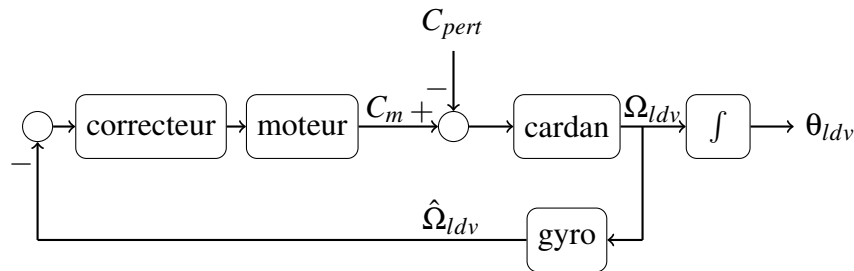 C_pert
−
correcteur
moteur
C_m +
cardan
Ω_ldv
∫
θ_ldv
−
Ω̂_ldv
gyro